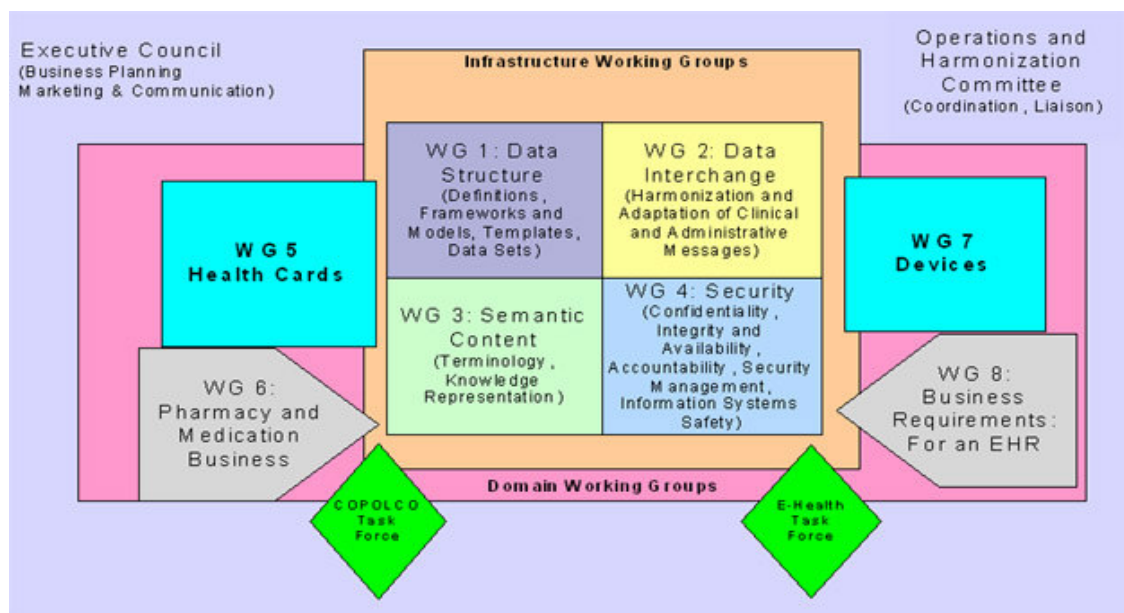 Executive Council
(Business Planning
Marketing & Communication)
Operations and
Harmonization
Committee
(Coordination , Liaison)
Infrastructure Working Groups
WG 1: Data
Structure
(Definitions ,
Frameworks and
Models, Templates,
Data Sets)
WG 2: Data
Interchange
(Harmonization and
Adaptation of Clinical
and Administrative
Messages)
WG 5
Health Cards
WG 7
Devices
WG 3: Semantic
Content
(Terminology ,
Knowledge
Representation)
WG 4: Security
(Confidentiality ,
Integrity and
Availability ,
Accountability , Security
Management,
Information Systems
Safety)
WG 6:
Pharmacy and
Medication
Business
WG 8:
Business
Requirements:
For an EHR
Domain Working Groups
COPOLCO
Task
Force
E-Health
Task
Force